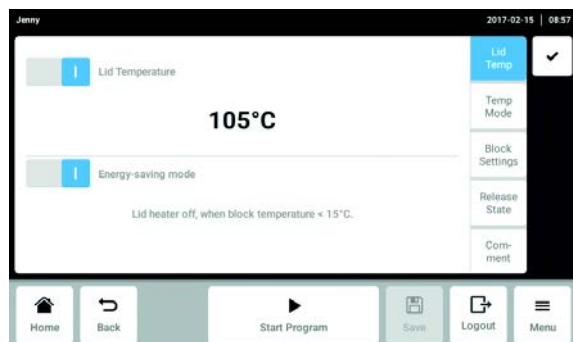 Jenny
2017-02-15 | 08:57
Lid Temperature
105°C
Energy-saving mode
Lid heater off, when block temperature < 15°C.
Lid
Temp
Temp
Mode
Block
Settings
Release
State
Com-
ment
Home
Back
Start Program
Save
Logout
Menu